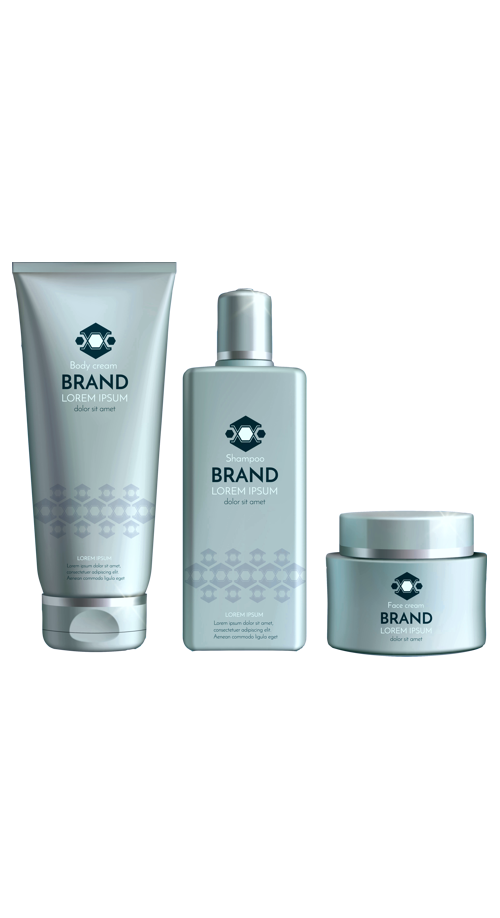 Body cream
BRAND
LOREM IPSUM
dolor sit amet
LOREM IPSUM
Lorem ipsum dolor sit amet,
consectetuer adipiscing elit
Aenean commodo ligula eget
Shampoo
BRAND
LOREM IPSUM
dolor sit amet
LOREM IPSUM
Lorem ipsum dolor sit amet,
consectetuer adipiscing elit
Aenean commodo ligula eget
Face cream
BRAND
LOREM IPSUM
dolor sit amet